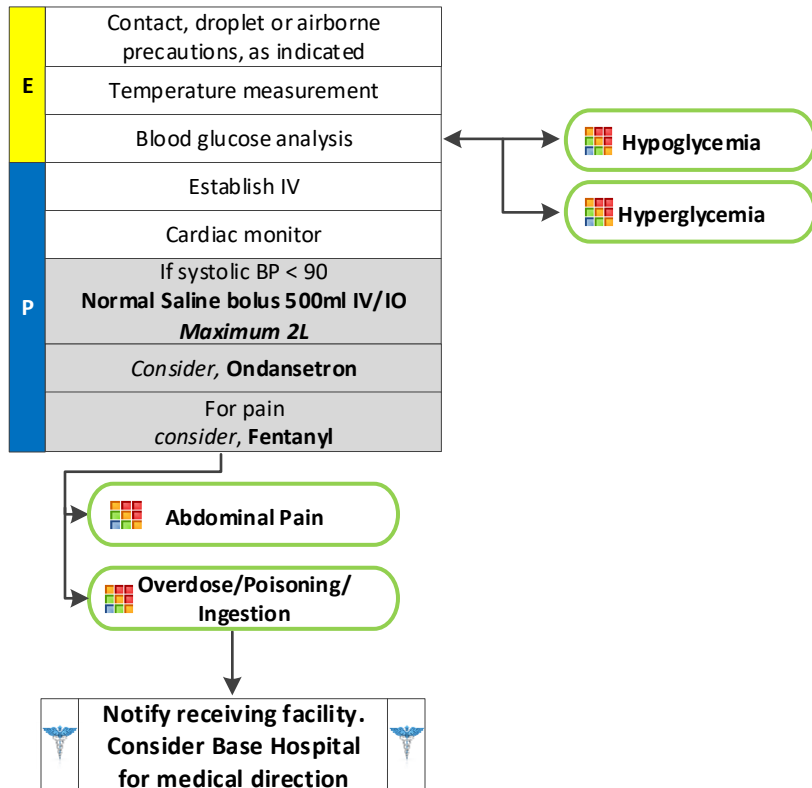 Contact, droplet or airborne
precautions, as indicated
E
Temperature measurement
Blood glucose analysis
Hypoglycemia
Hyperglycemia
Establish IV
Cardiac monitor
P
If systolic BP < 90
Normal Saline bolus 500ml IV/IO
Maximum 2L
Consider, Ondansetron
For pain
consider, Fentanyl
Abdominal Pain
Overdose/Poisoning/
Ingestion
Notify receiving facility.
Consider Base Hospital
for medical direction